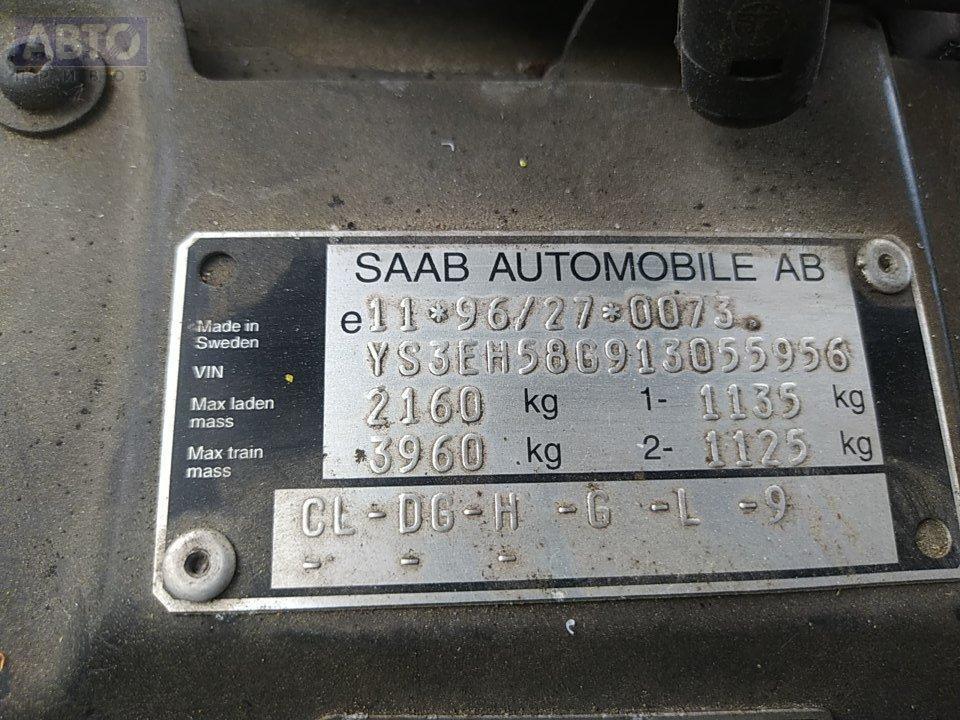 АВТО
ПРИВОЗ
SAAB AUTOMOBILE AB
e11*96/27*0073
Made in
Sweden
VIN YS3EH58G913055956
Max laden
mass 2160 kg 1- 1135 kg
Max train
mass 3960 kg 2- 1125 kg
CL-DG-H -G -L -9
- - -